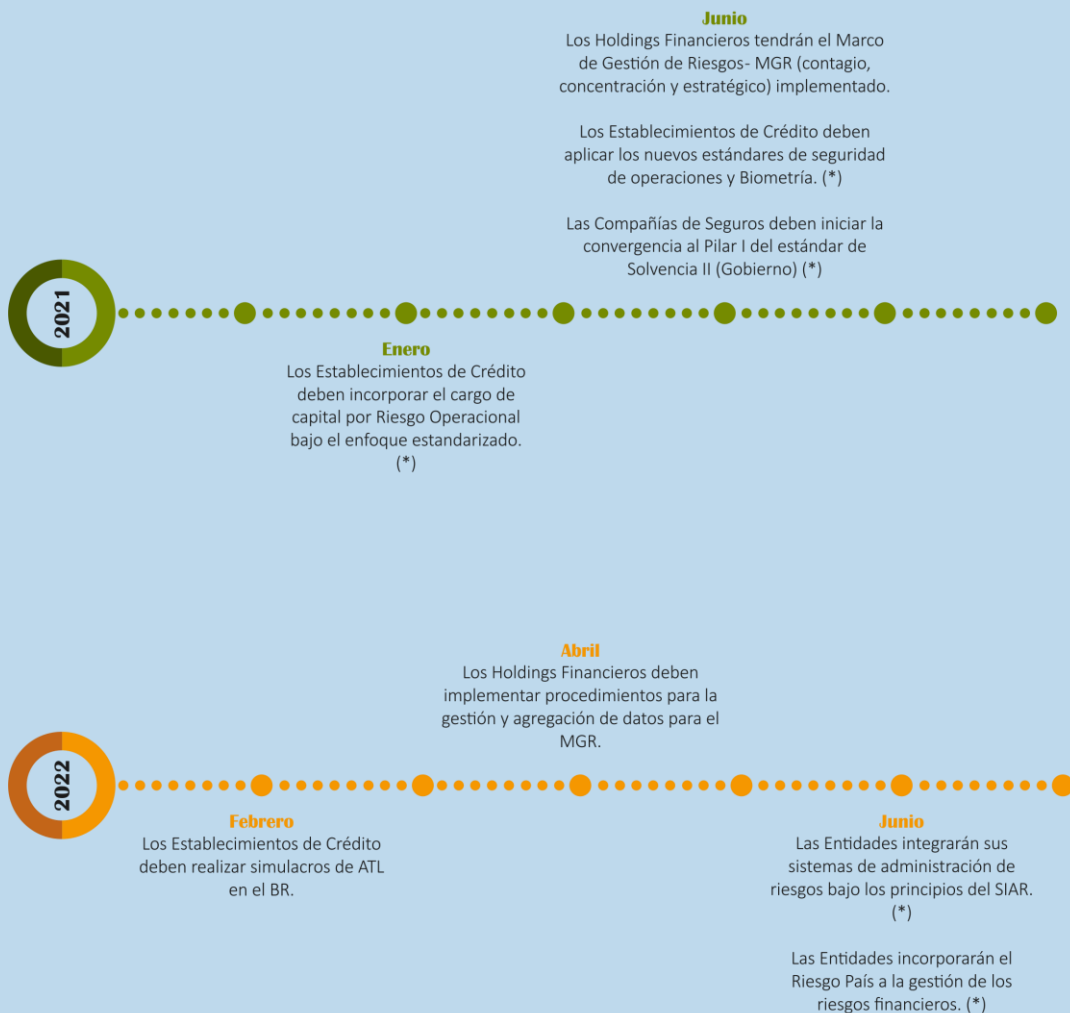 Junio
Los Holdings Financieros tendrán el Marco
de Gestión de Riesgos- MGR (contagio,
concentración y estratégico) implementado.
Los Establecimientos de Crédito deben
aplicar los nuevos estándares de seguridad
de operaciones y Biometría. (*)
Las Compañías de Seguros deben iniciar la
convergencia al Pilar I del estándar de
Solvencia II (Gobierno) (*)
2021
Enero
Los Establecimientos de Crédito
deben incorporar el cargo de
capital por Riesgo Operacional
bajo el enfoque estandarizado.
(*)
Abril
Los Holdings Financieros deben
implementar procedimientos para la
gestión y agregación de datos para el
MGR.
2022
Febrero
Los Establecimientos de Crédito
deben realizar simulacros de ATL
en el BR.
Junio
Las Entidades integrarán sus
sistemas de administración de
riesgos bajo los principios del SIAR.
(*)
Las Entidades incorporarán el
Riesgo País a la gestión de los
riesgos financieros. (*)